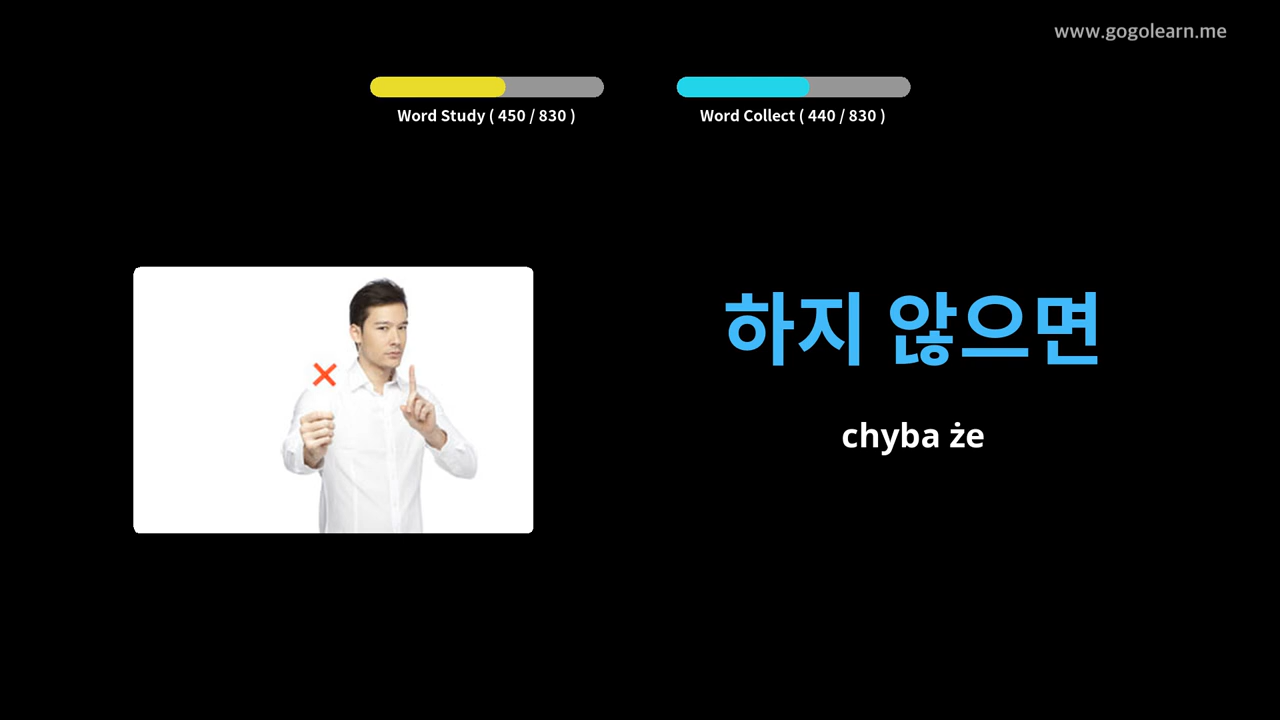 www.gogolearn.me
Word Study ( 450 / 830 )
Word Collect ( 440 / 830 )
하지 않으면
chyba że